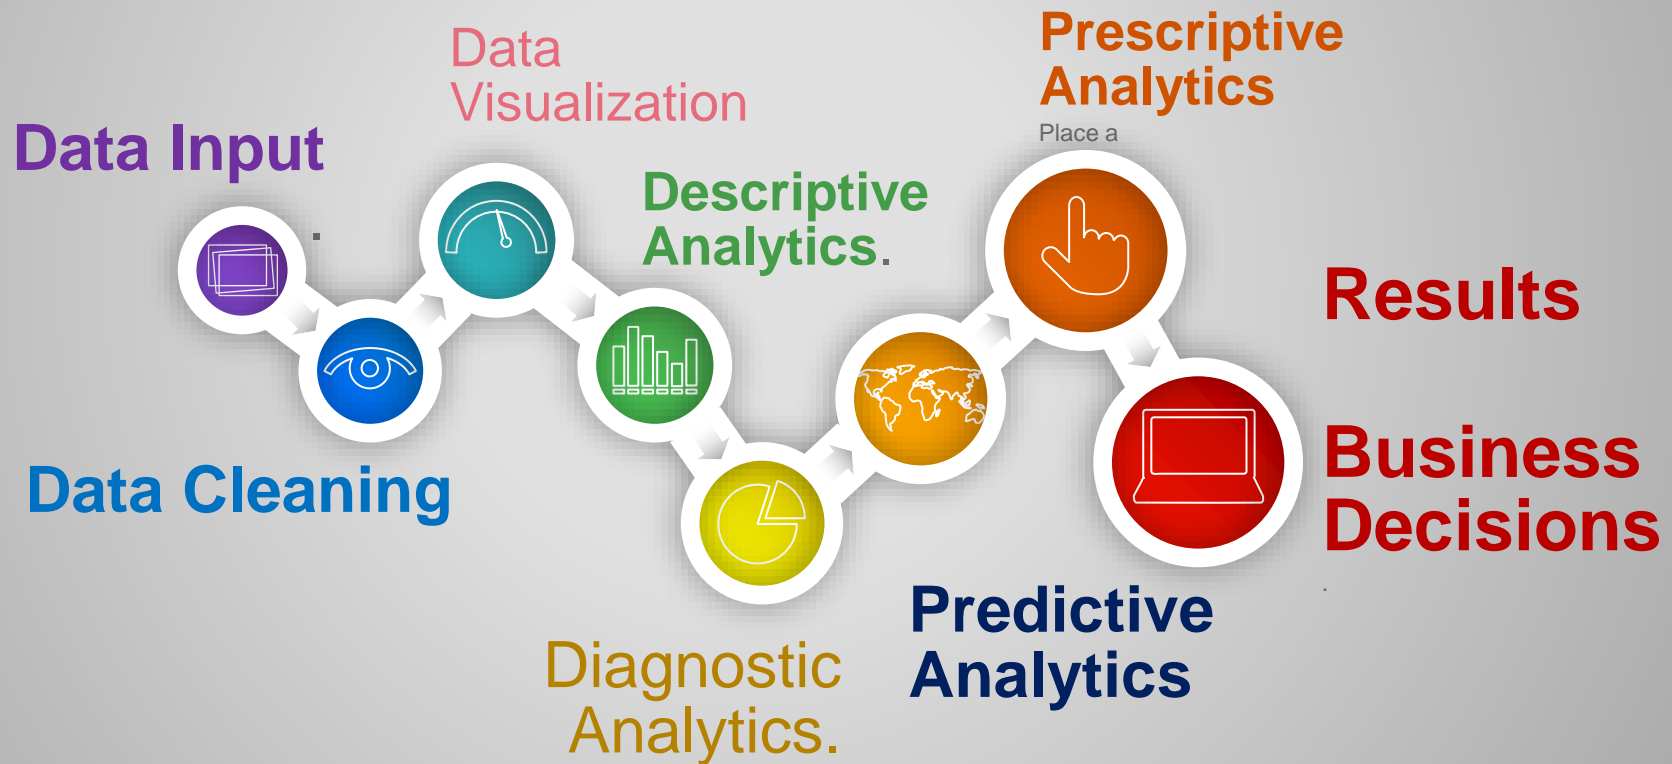 Data Input
.
Data Cleaning
Data
Visualization
Descriptive
Analytics.
Diagnostic
Analytics.
Predictive
Analytics
Prescriptive
Analytics
Place a
Results
Business
Decisions
.